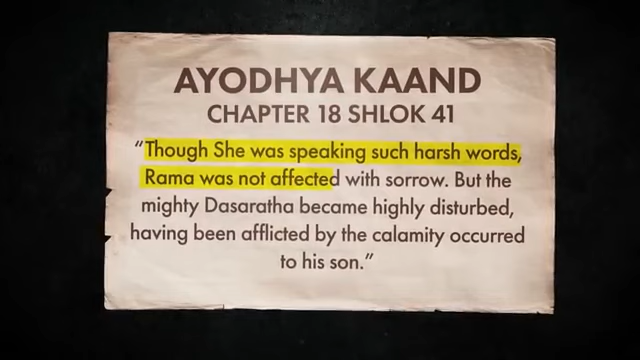 AYODHYA KAAND
CHAPTER 18 SHLOK 41
“Though She was speaking such harsh words,
Rama was not affected with sorrow. But the
mighty Dasaratha became highly disturbed,
having been afflicted by the calamity occurred
to his son.”